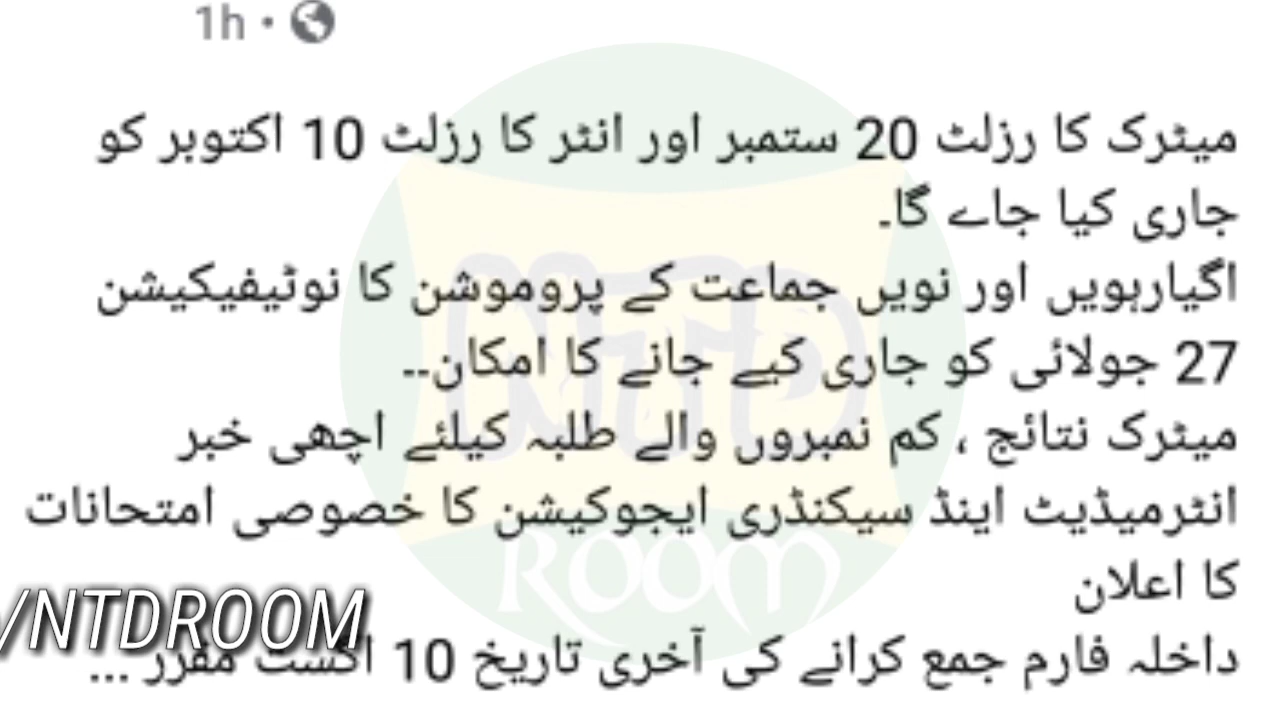 1h •
میٹرک کا رزلٹ 20 ستمبر اور انٹر کا رزلٹ 10 اکتوبر کو
جاری کیا جاے گا۔
اگیارہویں اور نویں جماعت کے پروموشن کا نوٹیفیکیشن
27 جولائی کو جاری کیے جانے کا امکان۔۔
میٹرک نتائج ، کم نمبروں والے طلبہ کیلئے اچھی خبر
انٹرمیڈیٹ اینڈ سیکنڈری ایجوکیشن کا خصوصی امتحانات
کا اعلان
داخلہ فارم جمع کرانے کی آخری تاریخ 10 اگست مقرر ...
/NTDROOM
NTD
ROOM